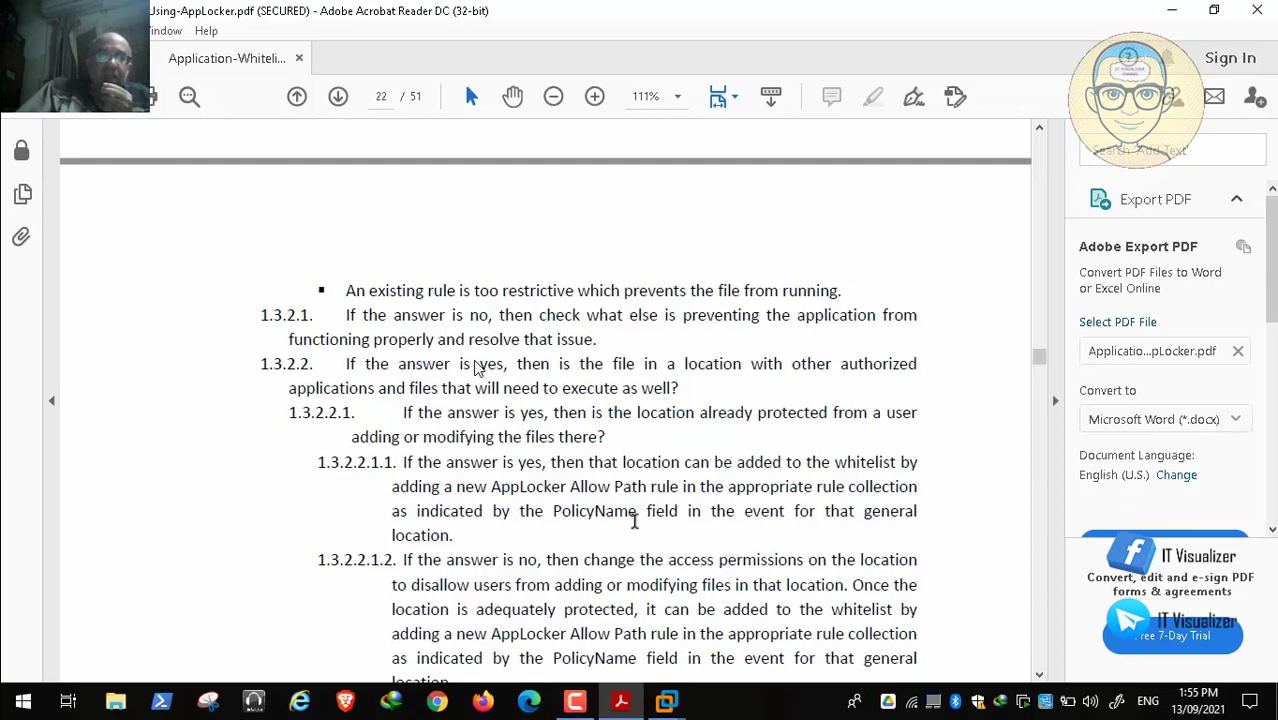 Using-AppLocker.pdf (SECURED) - Adobe Acrobat Reader DC (32-bit)
indow Help
Application-Whiteli...
22 / 51
111%
Sign In
IT VISUALIZER
CHANNEL
Search 'Add Text'
Export PDF
Adobe Export PDF
Convert PDF Files to Word
or Excel Online
Select PDF File
Applicatio...pLocker.pdf
Convert to
Microsoft Word (*.docx)
Document Language:
English (U.S.) Change
IT Visualizer
Convert, edit and e-sign PDF
forms & agreements
IT Visualizer
Free 7-Day Trial
▪ An existing rule is too restrictive which prevents the file from running.
1.3.2.1. If the answer is no, then check what else is preventing the application from
functioning properly and resolve that issue.
1.3.2.2. If the answer is yes, then is the file in a location with other authorized
applications and files that will need to execute as well?
1.3.2.2.1. If the answer is yes, then is the location already protected from a user
adding or modifying the files there?
1.3.2.2.1.1. If the answer is yes, then that location can be added to the whitelist by
adding a new AppLocker Allow Path rule in the appropriate rule collection
as indicated by the PolicyName field in the event for that general
location.
1.3.2.2.1.2. If the answer is no, then change the access permissions on the location
to disallow users from adding or modifying files in that location. Once the
location is adequately protected, it can be added to the whitelist by
adding a new AppLocker Allow Path rule in the appropriate rule collection
as indicated by the PolicyName field in the event for that general
location.
ENG
1:55 PM
13/09/2021